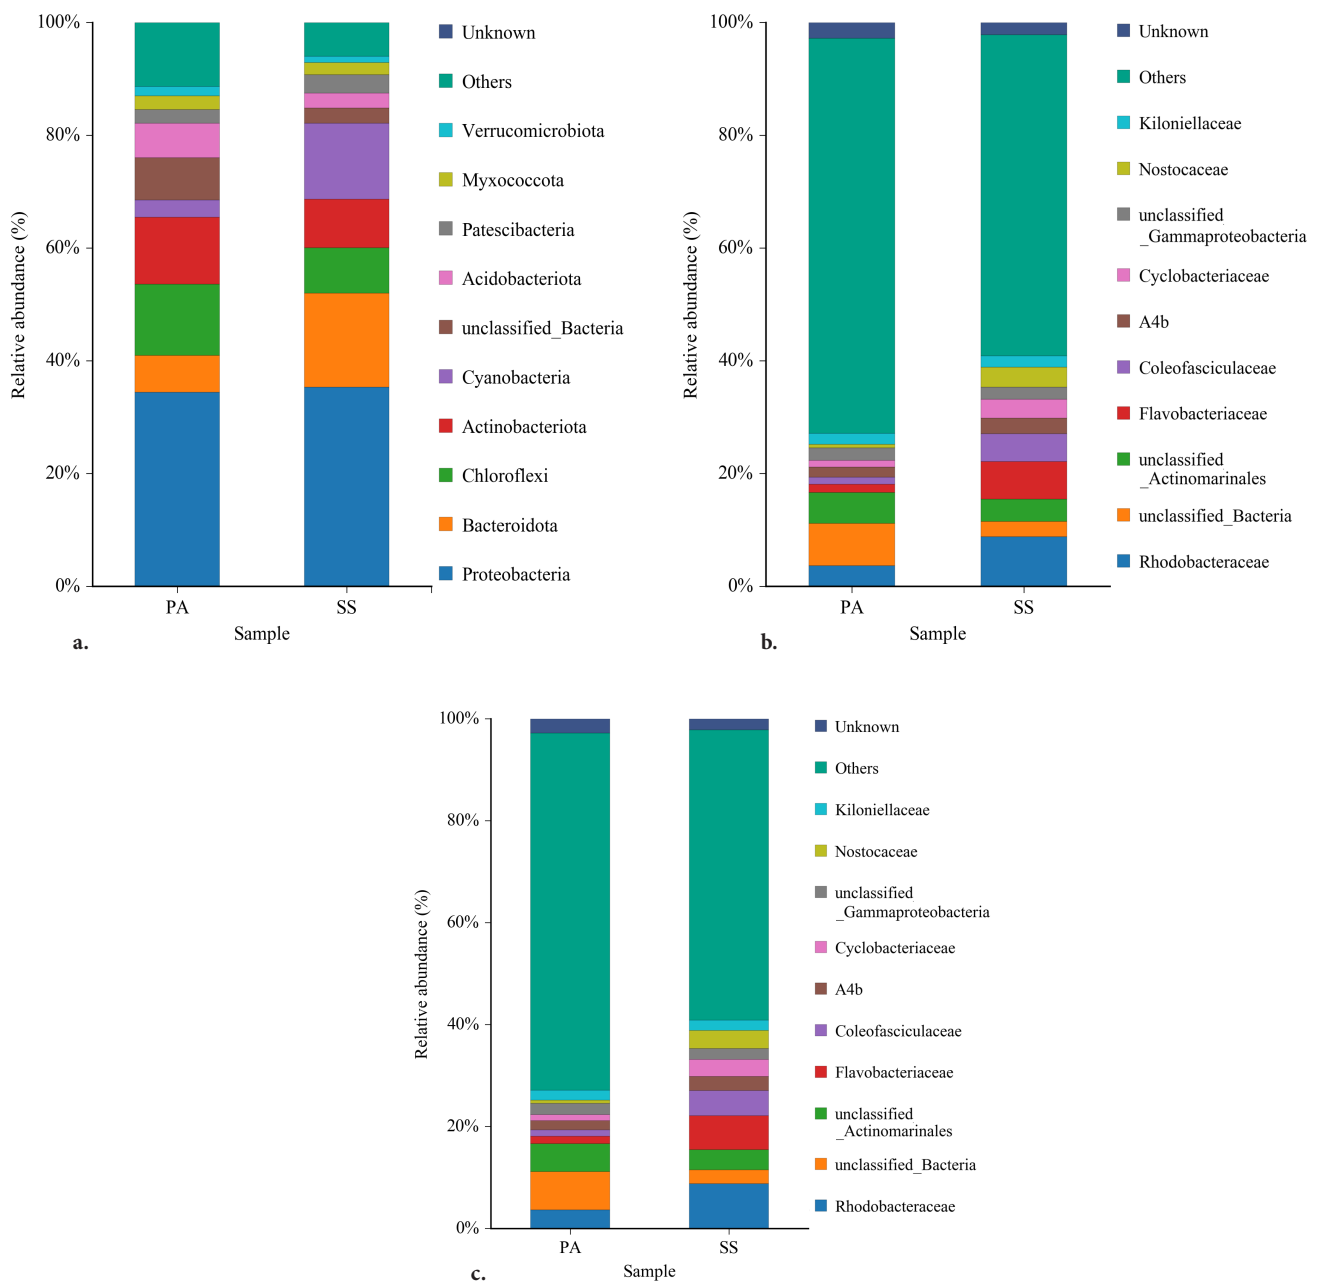 100%
80%
60%
40%
20%
0%
Relative abundance (%)
PA
SS
Sample
Unknown
Others
Verrucomicrobiota
Myxococcota
Patescibacteria
Acidobacteriota
unclassified_Bacteria
Cyanobacteria
Actinobacteriota
Chloroflexi
Bacteroidota
Proteobacteria
a.
100%
80%
60%
40%
20%
0%
Relative abundance (%)
PA
SS
Sample
Unknown
Others
Kiloniellaceae
Nostocaceae
unclassified
_Gammaproteobacteria
Cyclobacteriaceae
A4b
Coleofasciculaceae
Flavobacteriaceae
unclassified
_Actinomarinales
unclassified_Bacteria
Rhodobacteraceae
b.
100%
80%
60%
40%
20%
0%
Relative abundance (%)
PA
SS
Sample
Unknown
Others
Kiloniellaceae
Nostocaceae
unclassified
_Gammaproteobacteria
Cyclobacteriaceae
A4b
Coleofasciculaceae
Flavobacteriaceae
unclassified
_Actinomarinales
unclassified_Bacteria
Rhodobacteraceae
c.